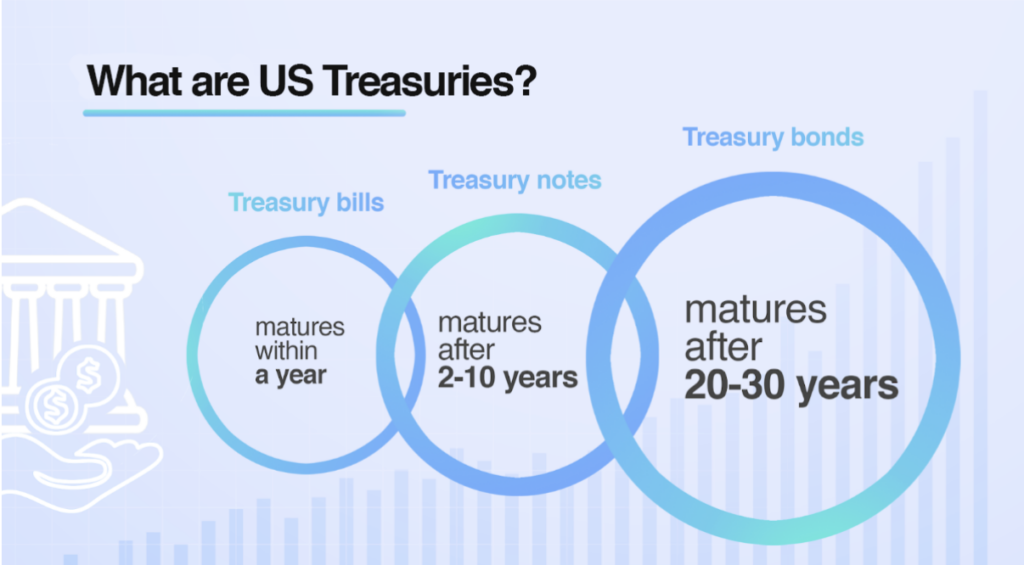 What are US Treasuries?
Treasury bills
matures
within
a year
Treasury notes
matures
after
2-10 years
Treasury bonds
matures
after
20-30 years
$
$